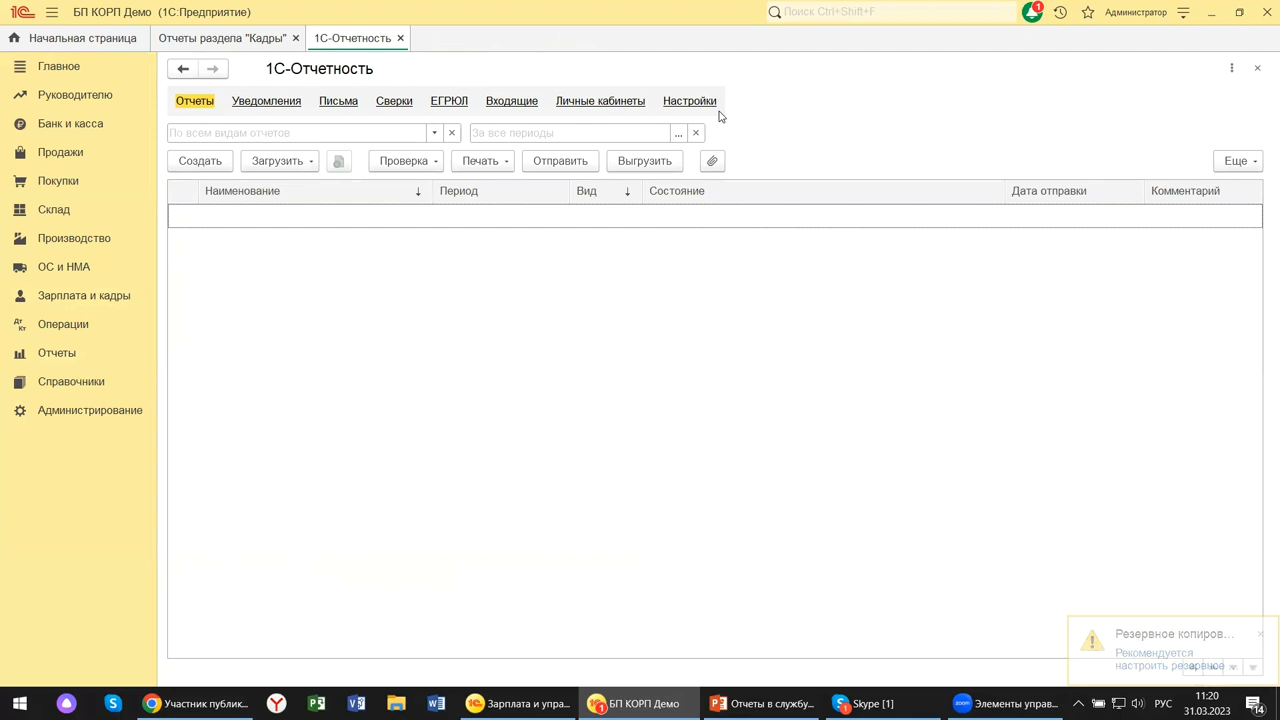 БП КОРП Демо (1С:Предприятие)
Поиск Ctrl+Shift+F
1
Администратор
Начальная страница
Отчеты раздела "Кадры"
1С-Отчетность
Главное
Руководителю
Банк и касса
Продажи
Покупки
Склад
Производство
ОС и НМА
Зарплата и кадры
Дт Кт
Операции
Отчеты
Справочники
Администрирование
1С-Отчетность
Отчеты Уведомления Письма Сверки ЕГРЮЛ Входящие Личные кабинеты Настройки
По всем видам отчетов За все периоды ...
Создать Загрузить Проверка Печать Отправить Выгрузить Еще
Наименование Период Вид Состояние Дата отправки Комментарий
Резервное копиров...
Рекомендуется
настроить резервное
Участник публик... Зарплата и упра... БП КОРП Демо Отчеты в службу... Skype [1] Элементы управ... РУС
11:20
31.03.2023
14